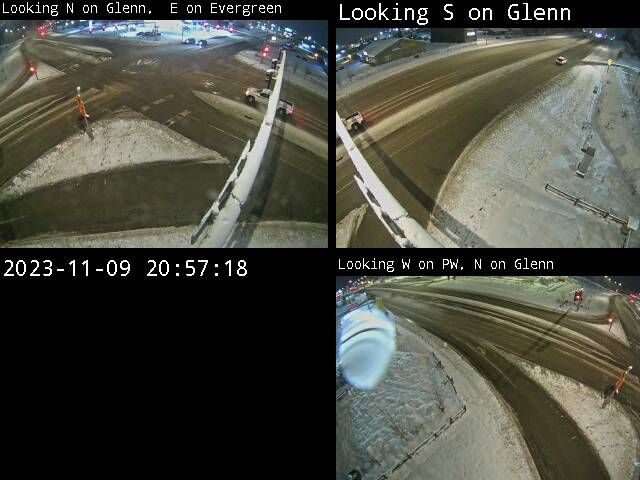 Looking N on Glenn, E on Evergreen
Looking S on Glenn
2023-11-09 20:57:18
Looking W on PW, N on Glenn